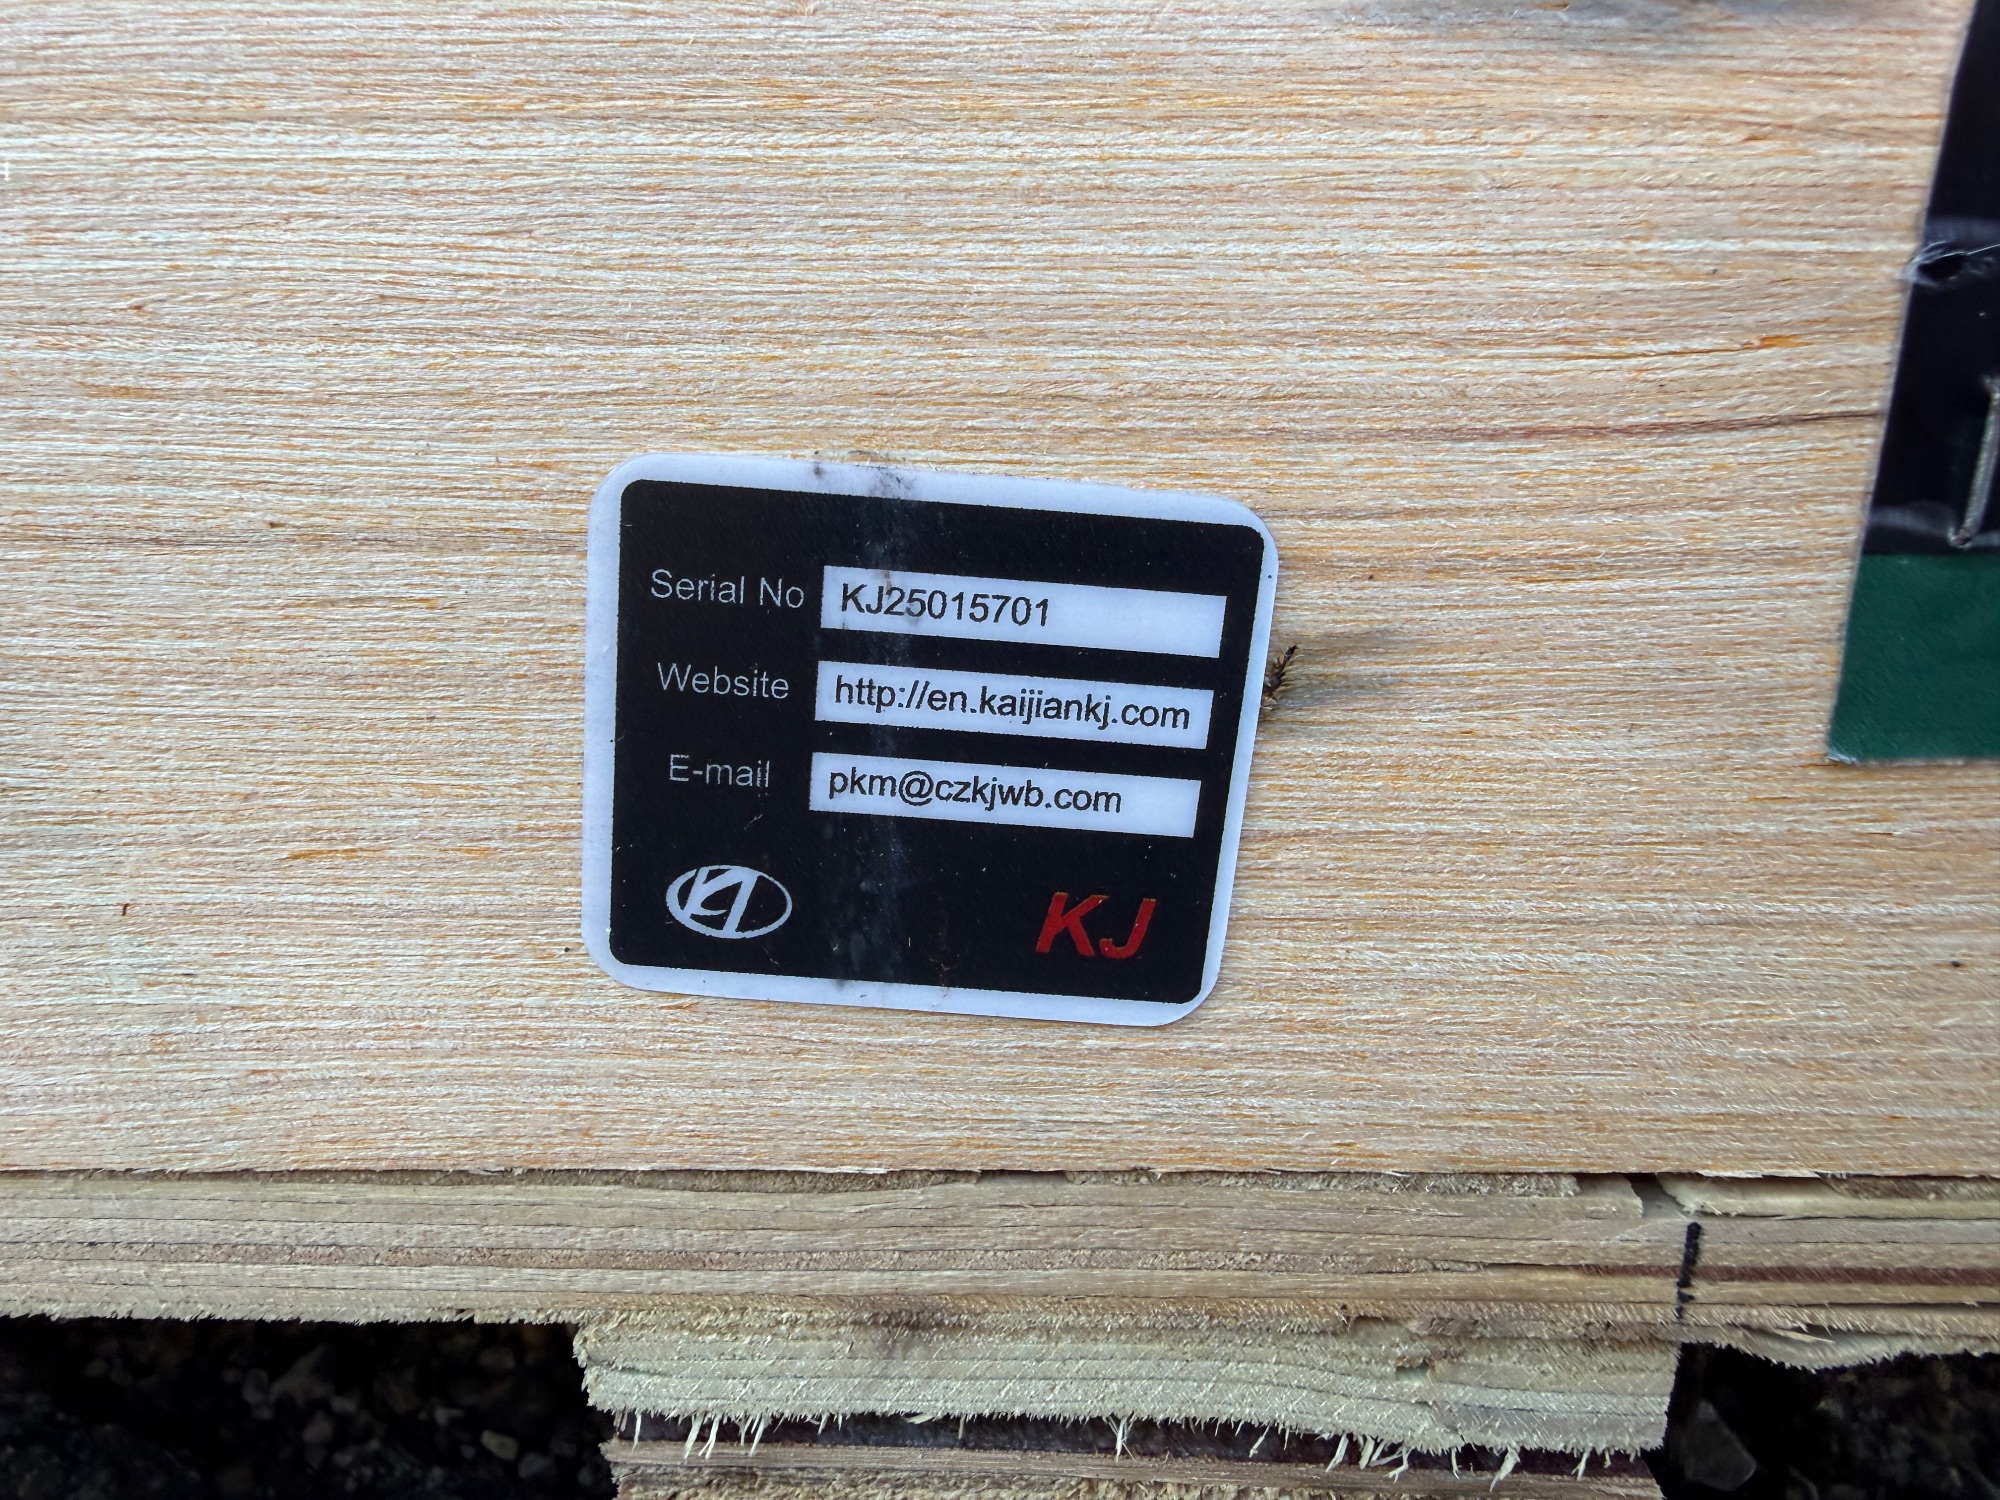 Serial No KJ25015701
Website http://en.kaijiankj.com
E-mail pkm@czkjwb.com
KJ